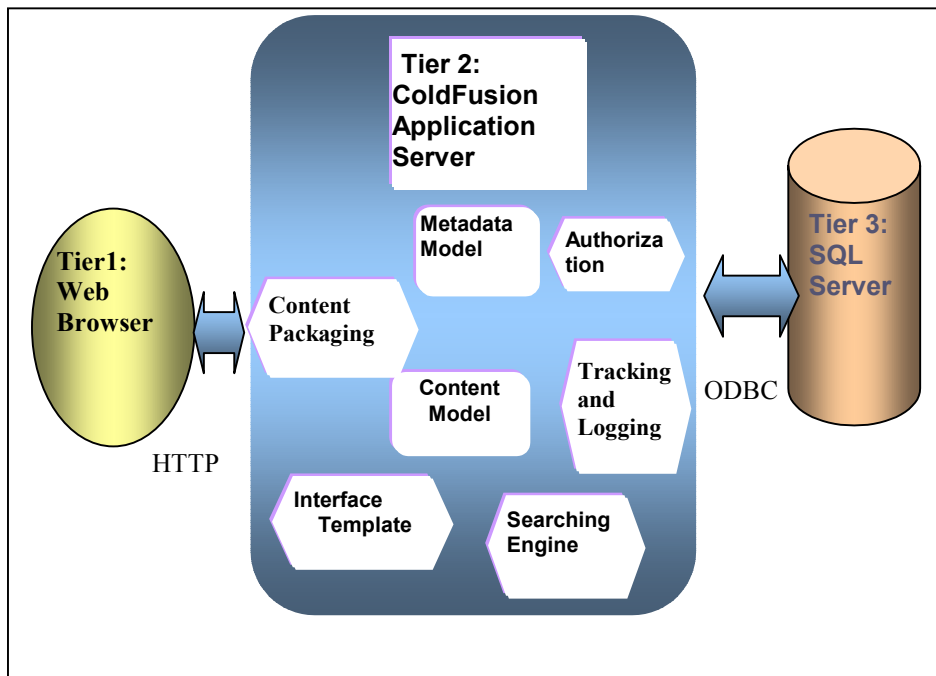 Tier 2:
ColdFusion
Application
Server
Metadata
Model
Authoriza
tion
Tier 3:
SQL
Server
Tier1:
Web
Browser
Content
Packaging
Content
Model
Tracking
and
Logging
ODBC
HTTP
Interface
Template
Searching
Engine